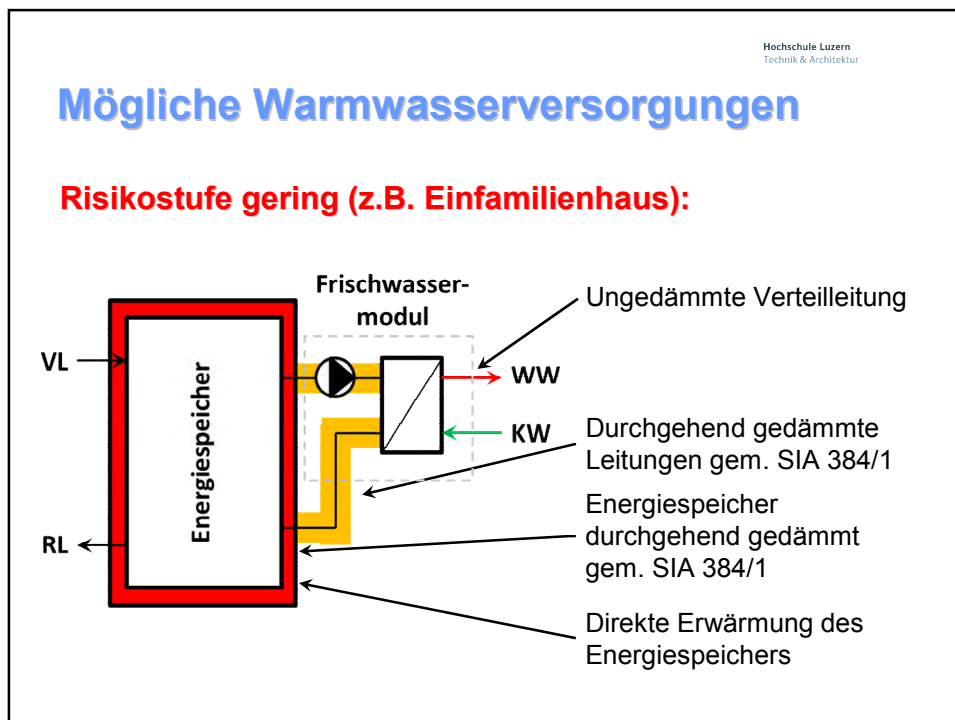 Hochschule Luzern
Technik & Architektur
Mögliche Warmwasserversorgungen
Risikostufe gering (z.B. Einfamilienhaus):
Frischwasser-
modul
Ungedämmte Verteilleitung
VL
WW
Energiespeicher
KW
Durchgehend gedämmte
Leitungen gem. SIA 384/1
Energiespeicher
durchgehend gedämmt
gem. SIA 384/1
RL
Direkte Erwärmung des
Energiespeichers